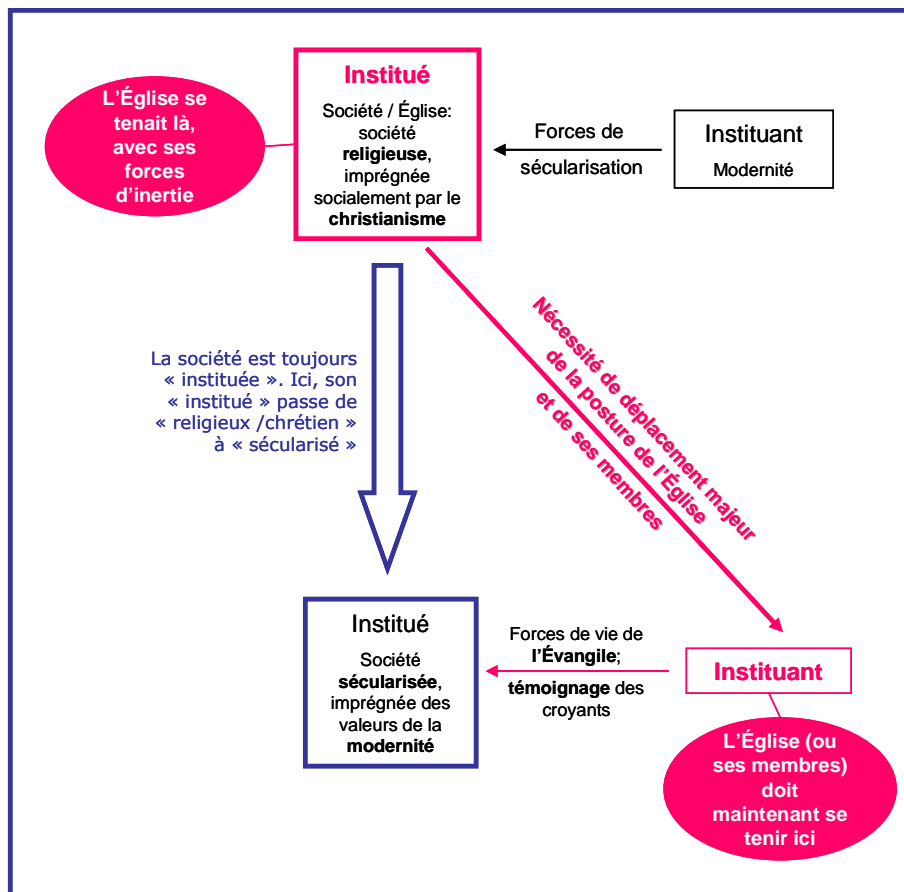 L'Église se
tenait là,
avec ses
forces
d'inertie
Institué
Société / Église:
société
religieuse,
imprégnée
socialement par le
christianisme
Forces de
sécularisation
Instituant
Modernité
La société est toujours
« instituée ». Ici, son
« institué » passe de
« religieux /chrétien »
à « sécularisé »
Nécessité de déplacement majeur
de la posture de l'Église
et de ses membres
Institué
Société
sécularisée,
imprégnée des
valeurs de la
modernité
Forces de vie de
l'Évangile;
témoignage des
croyants
Instituant
L'Église (ou
ses membres)
doit
maintenant se
tenir ici